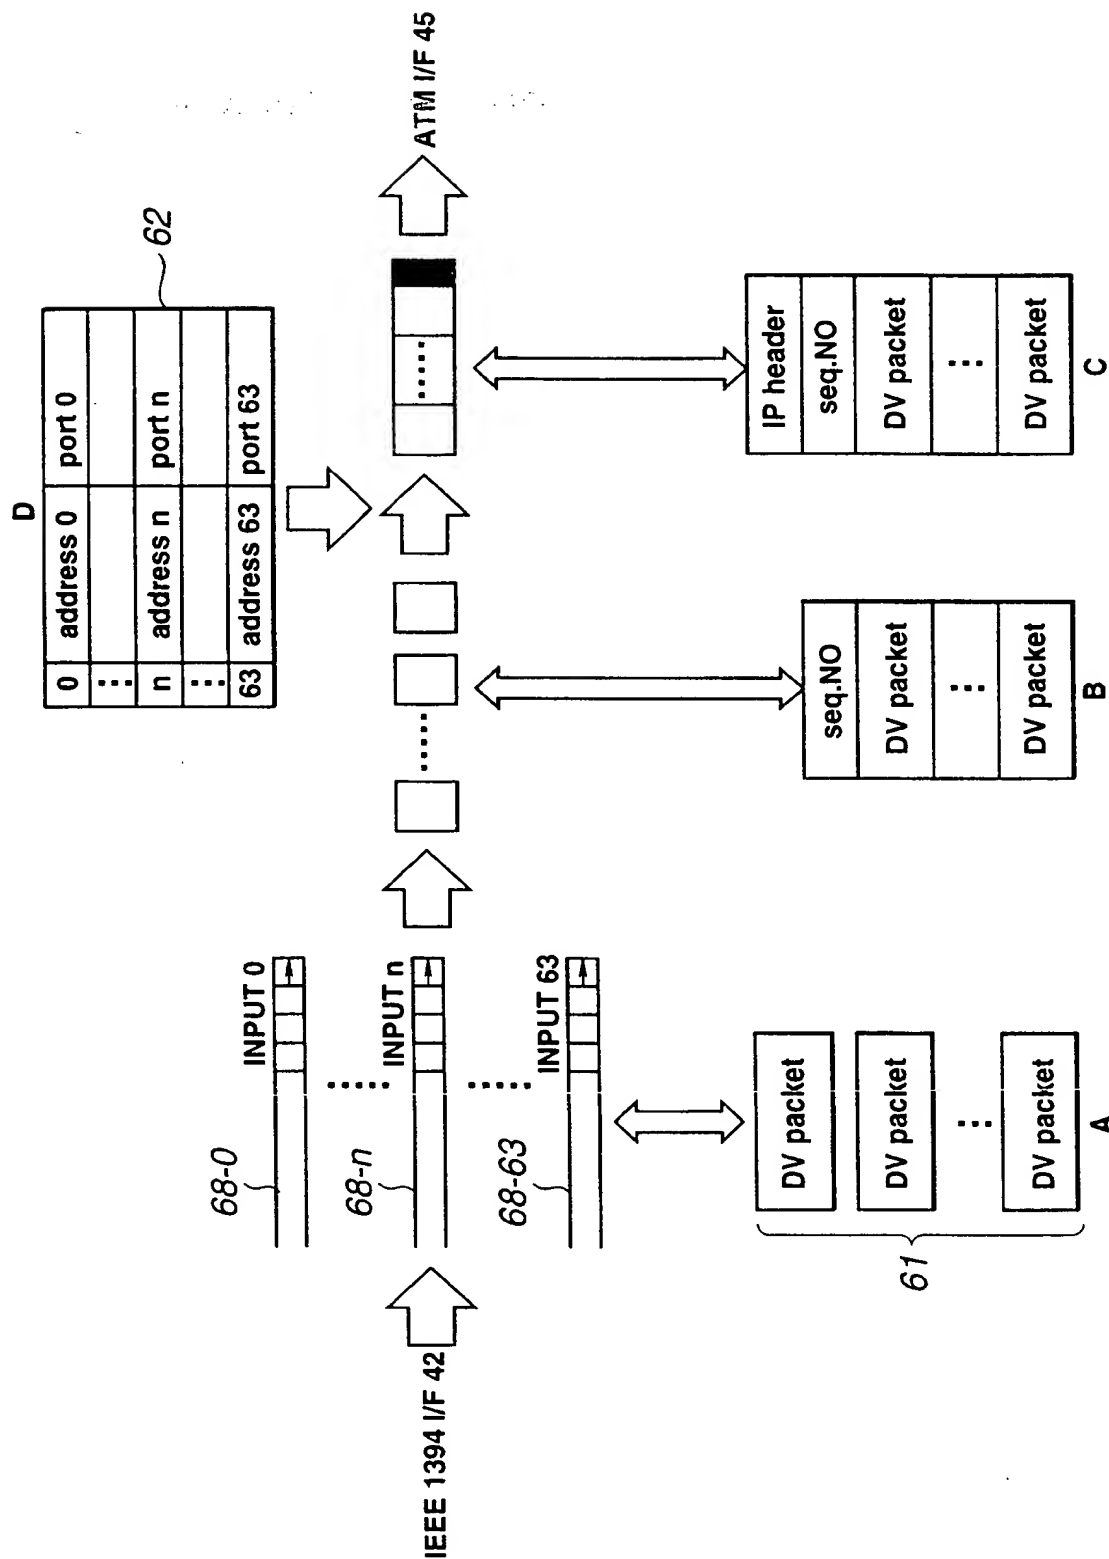 D
0 address 0 port 0
n address n port n
63 address 63 port 63
62
IEEE 1394 I/F 42
68-0
INPUT 0
68-n
INPUT n
68-63
INPUT 63
ATM I/F 45
61
DV packet
DV packet
DV packet
A
seq.NO
DV packet
DV packet
B
IP header
seq.NO
DV packet
DV packet
C